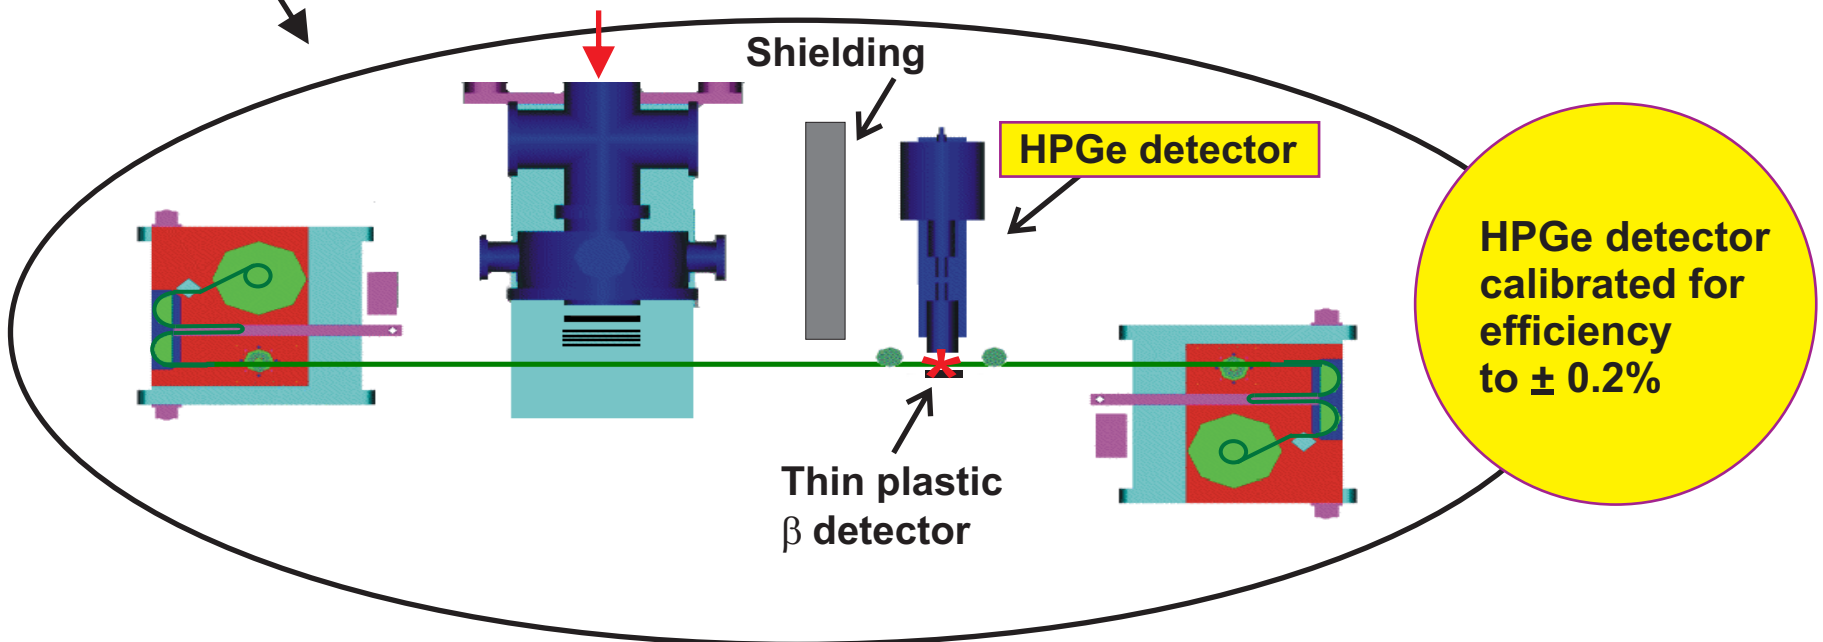 Shielding
HPGe detector
HPGe detector
calibrated for
efficiency
to ± 0.2%
Thin plastic
β detector